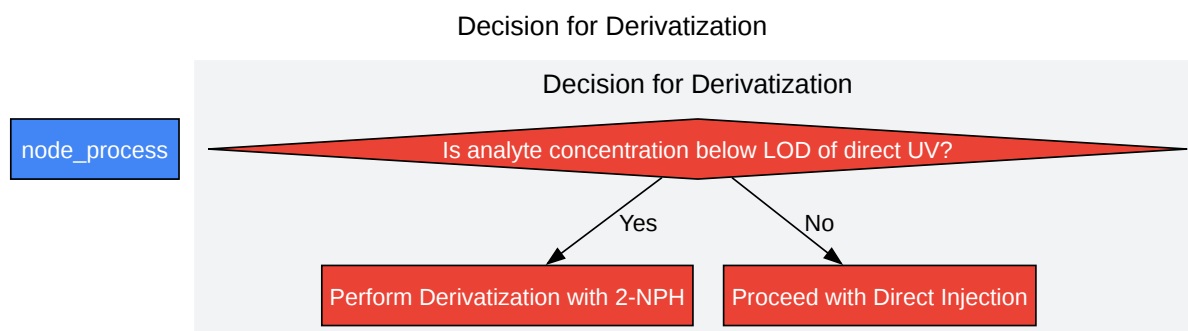 Decision for Derivatization
Decision for Derivatization
node_process
Is analyte concentration below LOD of direct UV?
Yes
No
Perform Derivatization with 2-NPH
Proceed with Direct Injection